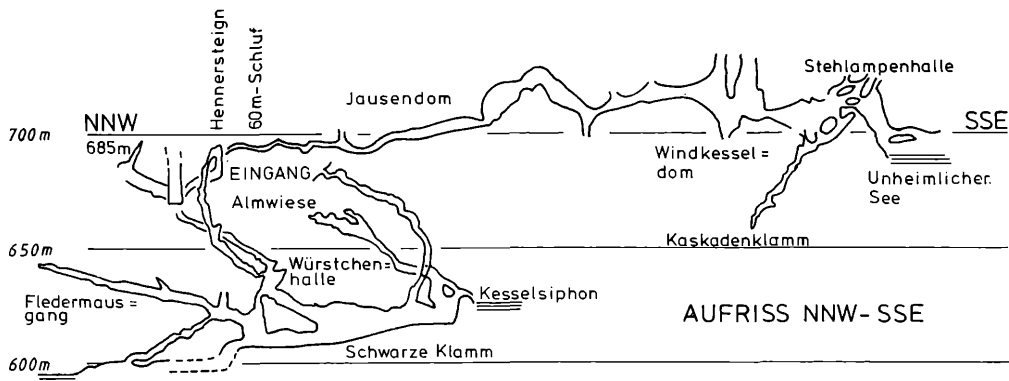 Hennersteign
60m-Schluf
Stehlampenhalle
Jausendom
NNW
SSE
700m
685m
EINGANG
Windkessel=
dom
Unheimlicher.
See
Almwiese
Kaskadenklamm
650m
Würstchen=
halle
Fledermaus=
gang
Kesselsiphon
AUFRISS NNW-SSE
Schwarze Klamm
600m